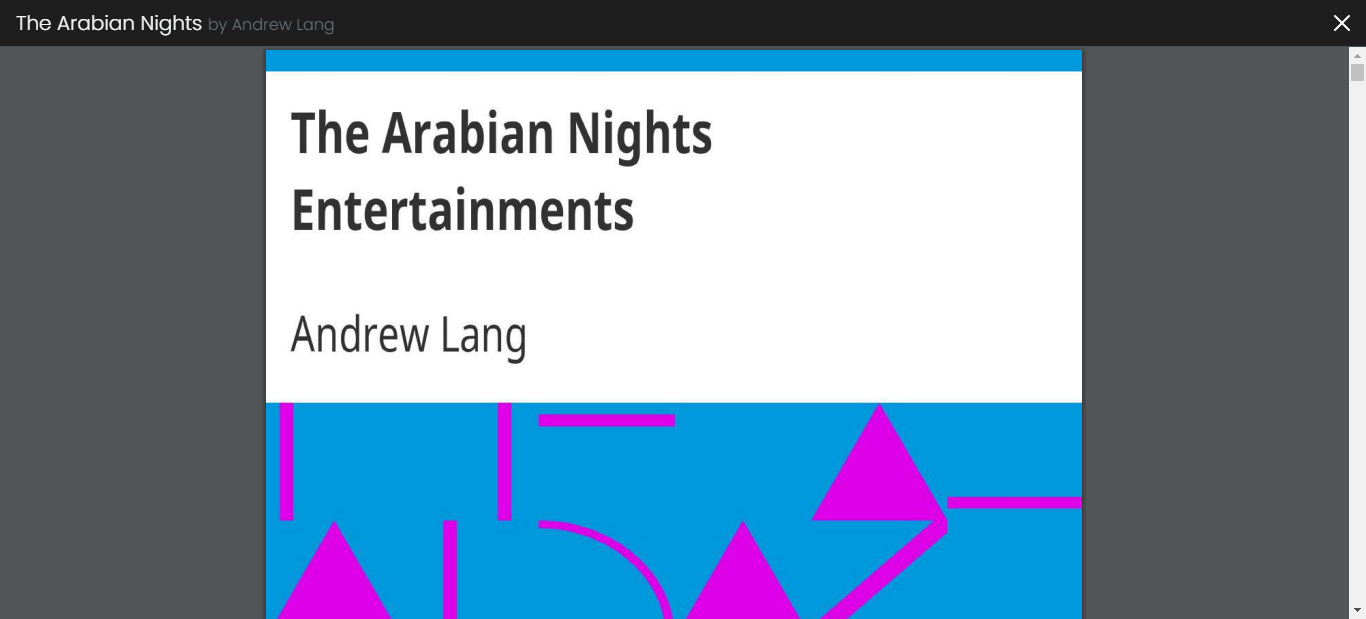 The Arabian Nights by Andrew Lang
The Arabian Nights
Entertainments
Andrew Lang